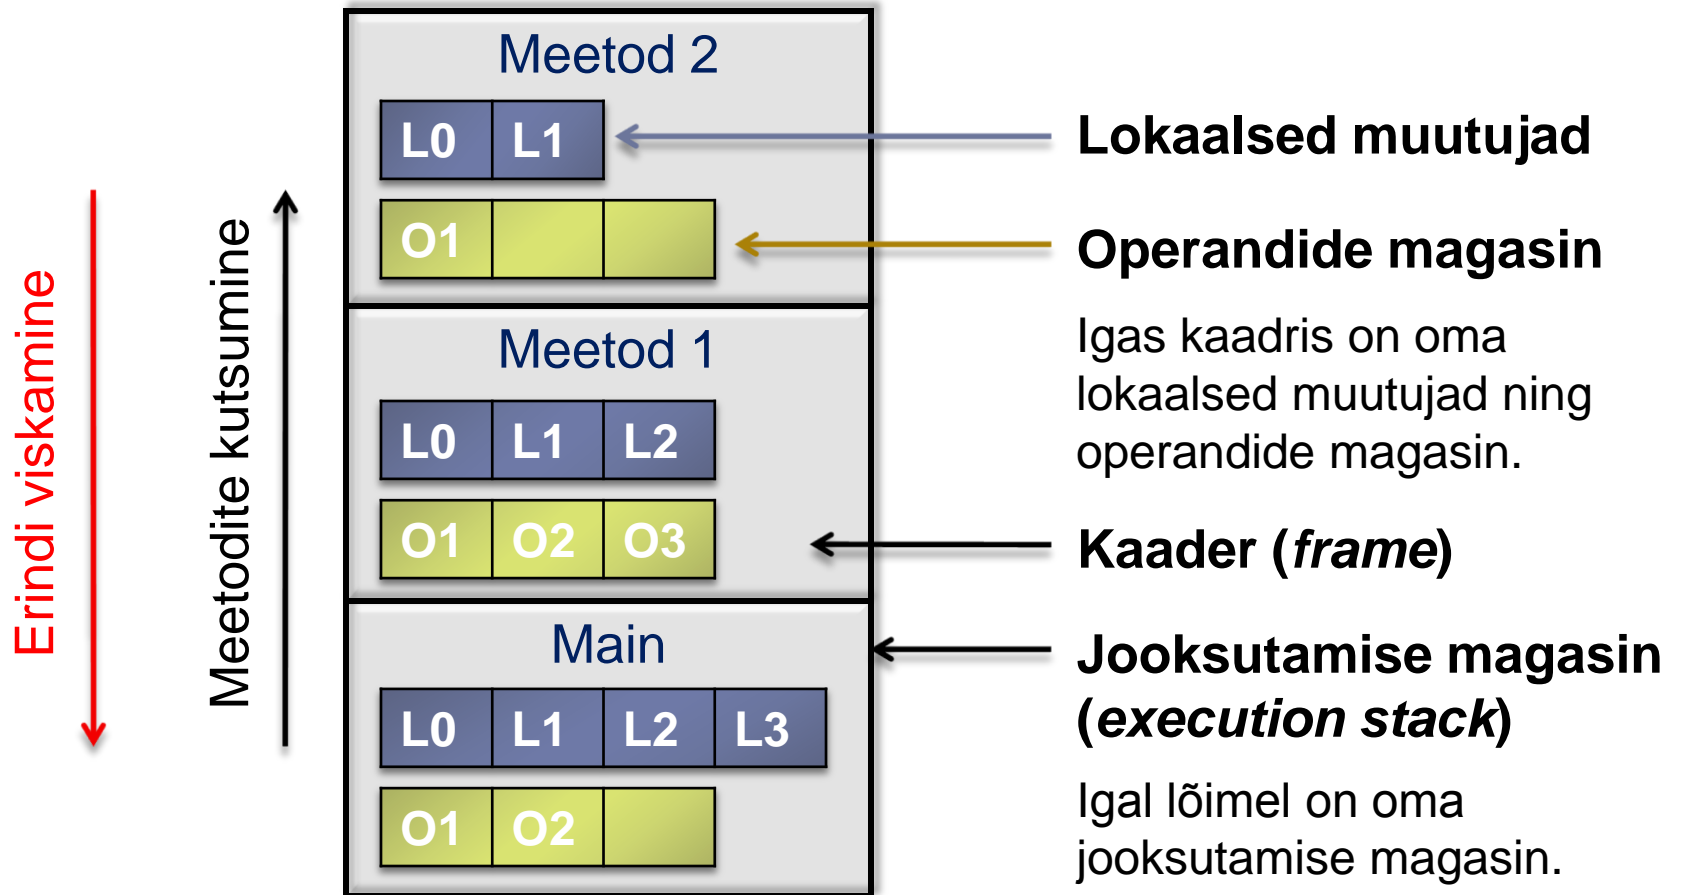 Erindi viskamine
Meetodite kutsumine
Meetod 2
L0 L1
O1
Meetod 1
L0 L1 L2
O1 O2 O3
Main
L0 L1 L2 L3
O1 O2
Lokaalsed muutujad
Operandide magasin
Igas kaadris on oma
lokaalsed muutujad ning
operandide magasin.
Kaader (frame)
Jooksutamise magasin
(execution stack)
Igal lõimel on oma
jooksutamise magasin.